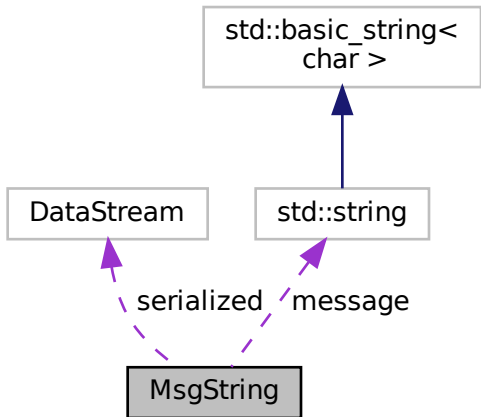 std::basic_string<
char >
DataStream
std::string
serialized
message
MsgString